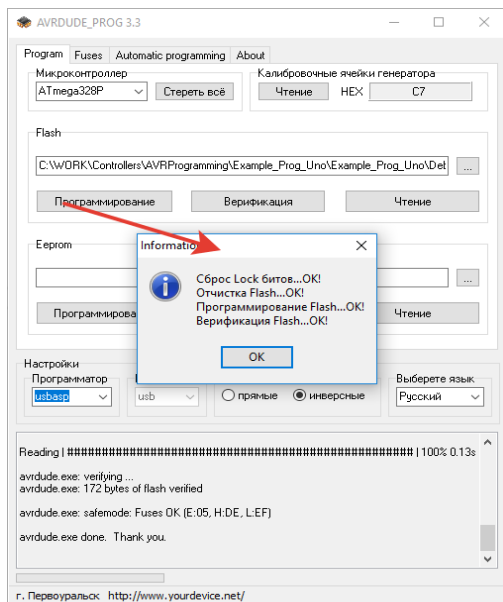 AVRDUDE_PROG 3.3
Program Fuses Automatic programming About
Микроконтроллер
ATmega328P
Стереть всё
Калибровочные ячейки генератора
Чтение HEX C7
Flash
C:\WORK\Controllers\AVRProgramming\Example_Prog_Uno\Example_Prog_Uno\Det
...
Программирование Верификация Чтение
Eeprom
...
Программирова Чтение
Information
Сброс Lock битов...OK!
Отчистка Flash...OK!
Программирование Flash...OK!
Верификация Flash...OK!
OK
Настройки
Программатор
usbasp
usb
прямые инверсные
Выберете язык
Русский
Reading | ################################################## | 100% 0.13s
avrdude.exe: verifying ...
avrdude.exe: 172 bytes of flash verified
avrdude.exe: safemode: Fuses OK (E:05, H:DE, L:EF)
avrdude.exe done. Thank you.
г. Первоуральск http://www.yourdevice.net/